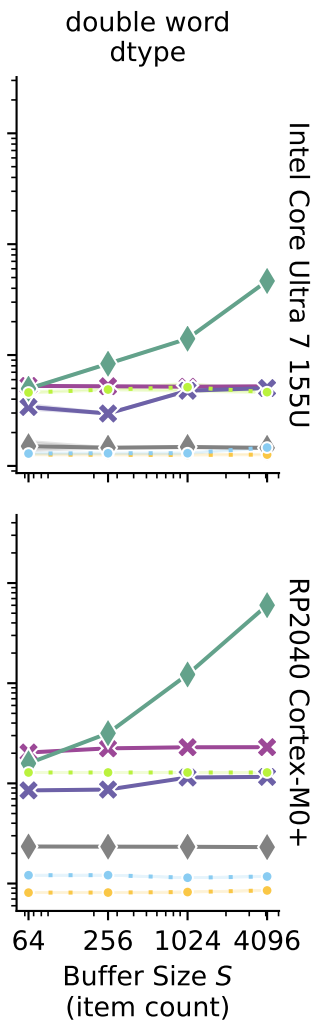 double word
dtype
Intel Core Ultra 7 155U
RP2040 Cortex-M0+
64 256 1024 4096
Buffer Size S
(item count)